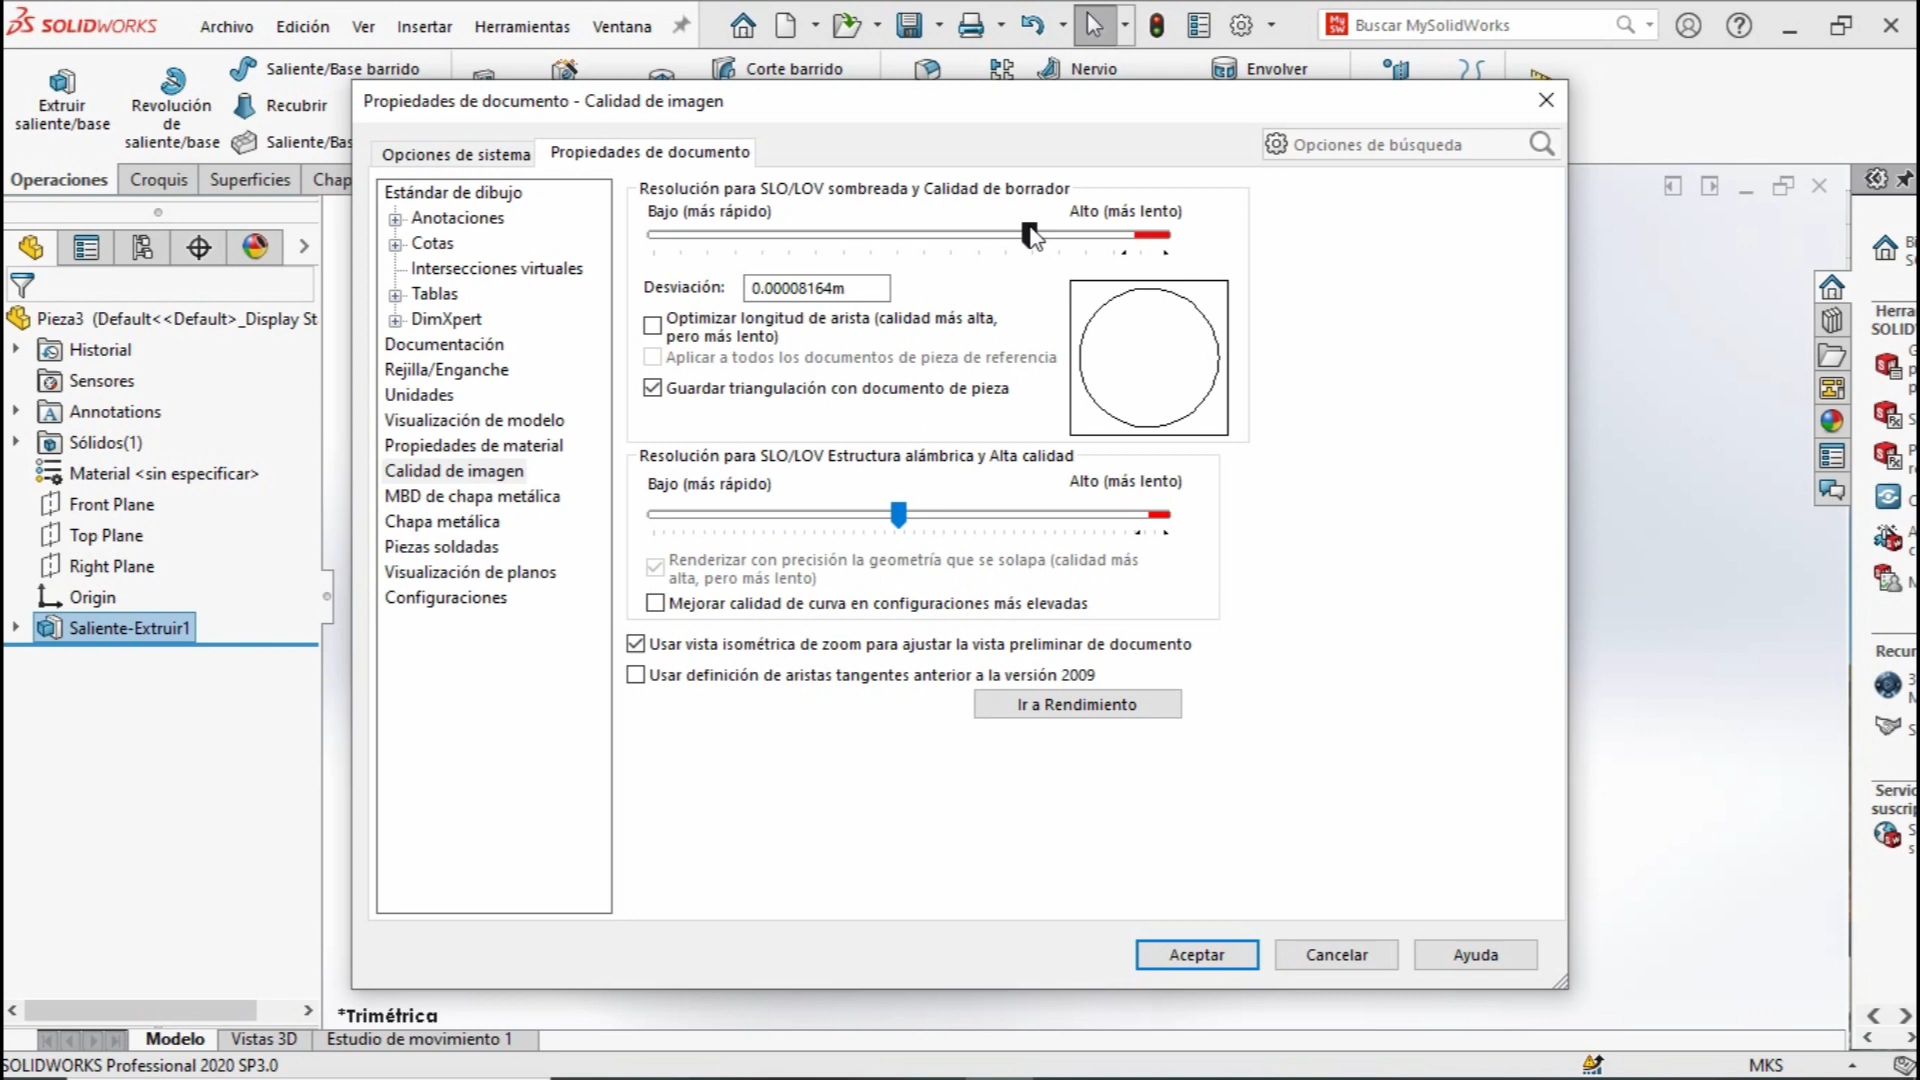 SOLIDWORKS
Archivo Edición Ver Insertar Herramientas Ventana
Buscar MySolidWorks
Extruir saliente/base
Revolución de saliente/base
Saliente/Base barrido
Recubrir
Saliente/Bas
Corte barrido
Nervio
Envolver
Operaciones Croquis Superficies Chap
Pieza3 (Default<<Default>_Display St
Historial
Sensores
Annotations
Sólidos(1)
Material <sin especificar>
Front Plane
Top Plane
Right Plane
Origin
Saliente-Extruir1
Propiedades de documento - Calidad de imagen
Opciones de sistema
Propiedades de documento
Opciones de búsqueda
Estándar de dibujo
Anotaciones
Cotas
Intersecciones virtuales
Tablas
DimXpert
Documentación
Rejilla/Enganche
Unidades
Visualización de modelo
Propiedades de material
Calidad de imagen
MBD de chapa metálica
Chapa metálica
Piezas soldadas
Visualización de planos
Configuraciones
Resolución para SLO/LOV sombreada y Calidad de borrador
Bajo (más rápido) Alto (más lento)
Desviación: 0.00008164m
Optimizar longitud de arista (calidad más alta,
pero más lento)
Aplicar a todos los documentos de pieza de referencia
Guardar triangulación con documento de pieza
Resolución para SLO/LOV Estructura alámbrica y Alta calidad
Bajo (más rápido) Alto (más lento)
Renderizar con precisión la geometría que se solapa (calidad más
alta, pero más lento)
Mejorar calidad de curva en configuraciones más elevadas
Usar vista isométrica de zoom para ajustar la vista preliminar de documento
Usar definición de aristas tangentes anterior a la versión 2009
Ir a Rendimiento
Aceptar Cancelar Ayuda
Herra
SOLID
Recur
Servic
suscrip
*Trimétrica
Modelo Vistas 3D Estudio de movimiento 1
SOLIDWORKS Professional 2020 SP3.0
MKS